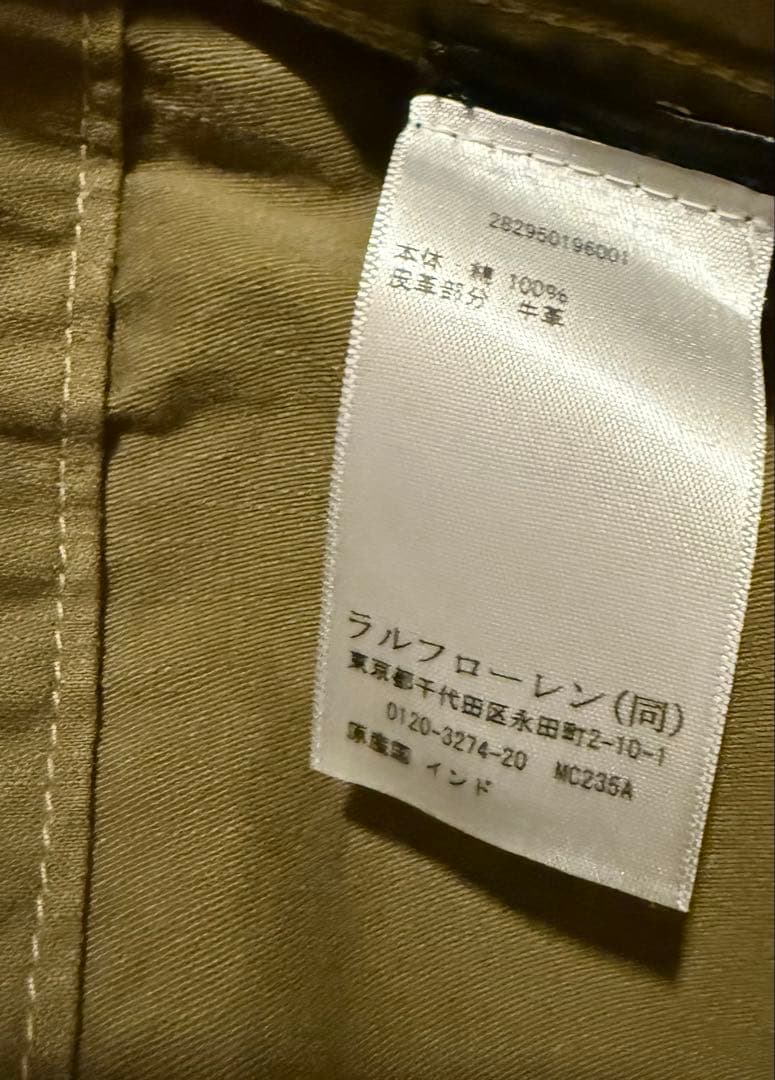 282950196001
本体 綿 100%
皮革部分 牛革
ラルフローレン(同)
東京都千代田区永田町2-10-1
0120-3274-20 MC235A
原産国 インド